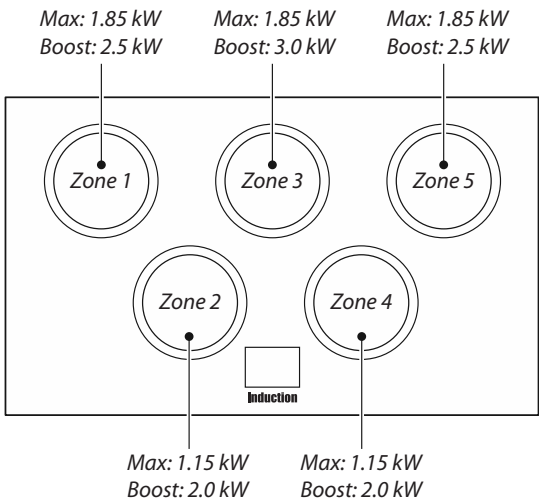 Max: 1.85 kW
Boost: 2.5 kW
Max: 1.85 kW
Boost: 3.0 kW
Max: 1.85 kW
Boost: 2.5 kW
Zone 1
Zone 3
Zone 5
Zone 2
Zone 4
Induction
Max: 1.15 kW
Boost: 2.0 kW
Max: 1.15 kW
Boost: 2.0 kW